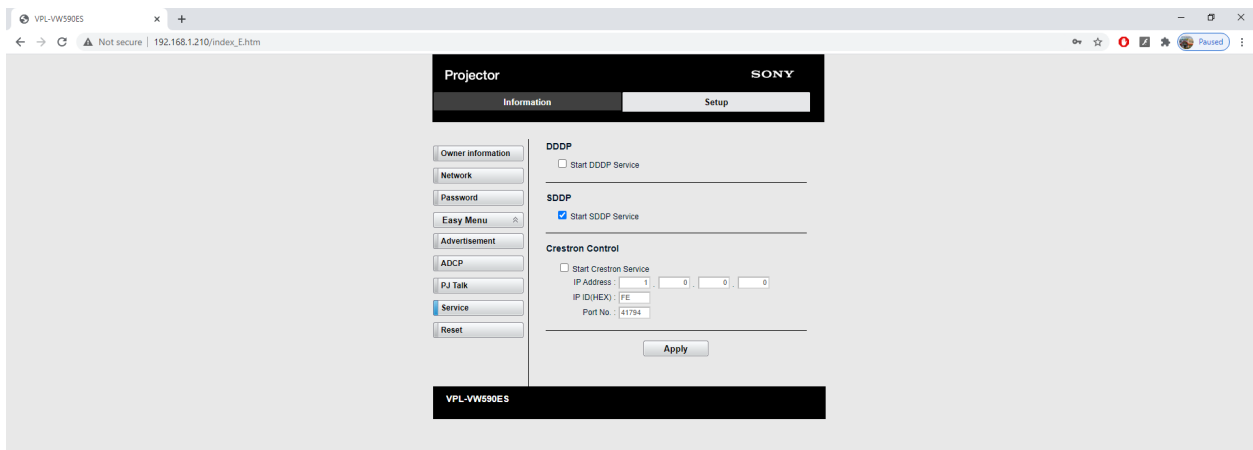 VPL-VW590ES
Not secure | 192.168.1.210/index_E.htm
Paused
Projector
SONY
Information
Setup
Owner information
Network
Password
Easy Menu
Advertisement
ADCP
PJ Talk
Service
Reset
DDDP
Start DDDP Service
SDDP
Start SDDP Service
Crestron Control
Start Crestron Service
IP Address : 1 . 0 . 0 . 0
IP ID(HEX) : FE
Port No. : 41794
Apply
VPL-VW590ES